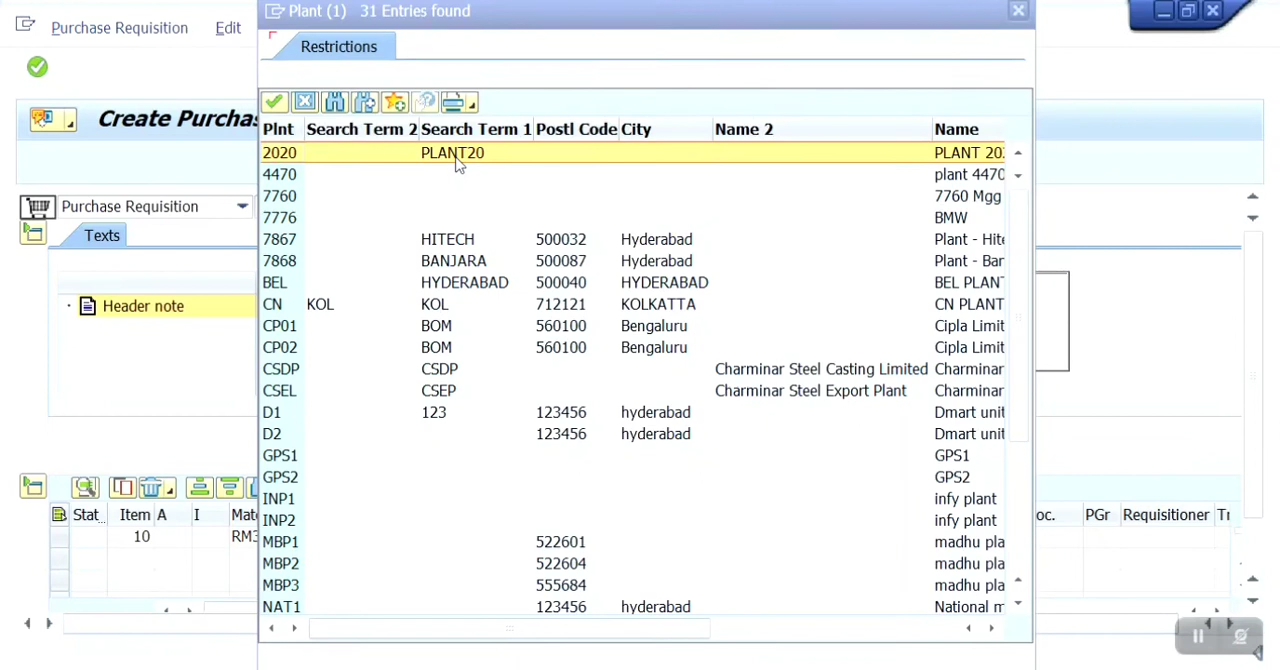 Plant (1) 31 Entries found
Purchase Requisition Edit
Restrictions
Create Purchas
Plnt Search Term 2 Search Term 1 Postl Code City Name 2 Name
2020 PLANT20 PLANT 20
4470 plant 4470
7760 7760 Mgg
7776 BMW
Purchase Requisition
7867 HITECH 500032 Hyderabad Plant - Hite
Texts
7868 BANJARA 500087 Hyderabad Plant - Ban
BEL HYDERABAD 500040 HYDERABAD BEL PLANT
Header note
CN KOL KOL 712121 KOLKATTA CN PLANT
CP01 BOM 560100 Bengaluru Cipla Limit
CP02 BOM 560100 Bengaluru Cipla Limit
CSDP CSDP Charminar Steel Casting Limited Charminar
CSEL CSEP Charminar Steel Export Plant Charminar
D1 123 123456 hyderabad Dmart unit
D2 123456 hyderabad Dmart unit
GPS1 GPS1
GPS2 GPS2
INP1 infy plant
INP2 infy plant
Stat.. Item A I Mate oc. PGr Requisitioner Tr
10 RM3
MBP1 522601 madhu pla
MBP2 522604 madhu pla
MBP3 555684 madhu pla
NAT1 123456 hyderabad National m